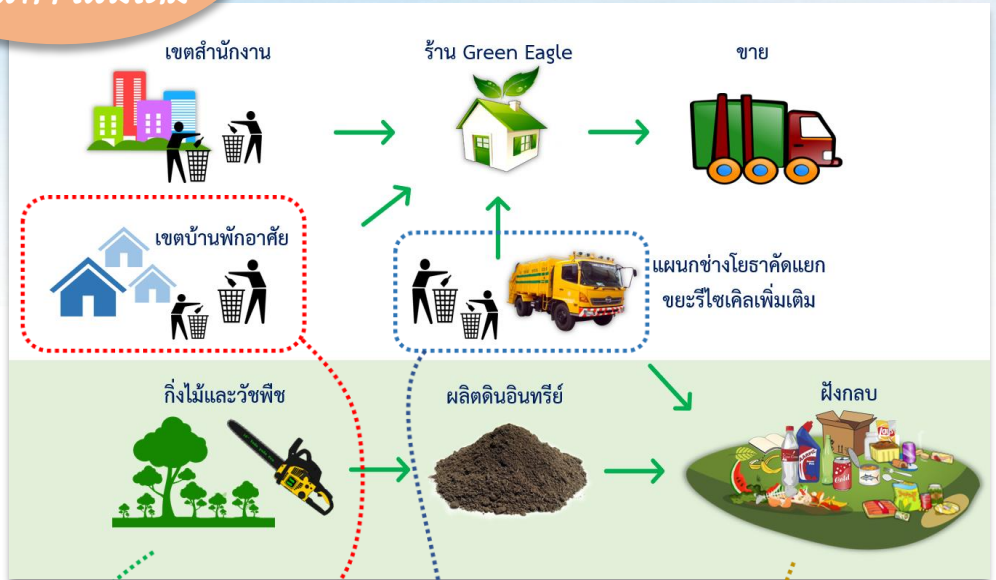 เขตสำนักงาน
ร้าน Green Eagle
ขาย
เขตบ้านพักอาศัย
แผนกช่างโยธาคัดแยก
ขยะรีไซเคิลเพิ่มเติม
กิ่งไม้และวัชพืช
ผลิตดินอินทรีย์
ฝังกลบ